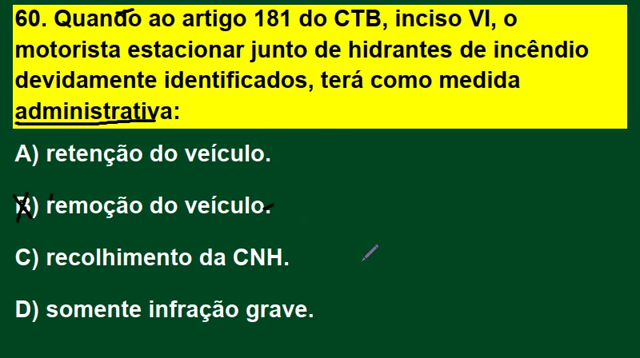 60. Quando ao artigo 181 do CTB, inciso VI, o
motorista estacionar junto de hidrantes de incêndio
devidamente identificados, terá como medida
administrativa:
A) retenção do veículo.
B) remoção do veículo.
C) recolhimento da CNH.
D) somente infração grave.